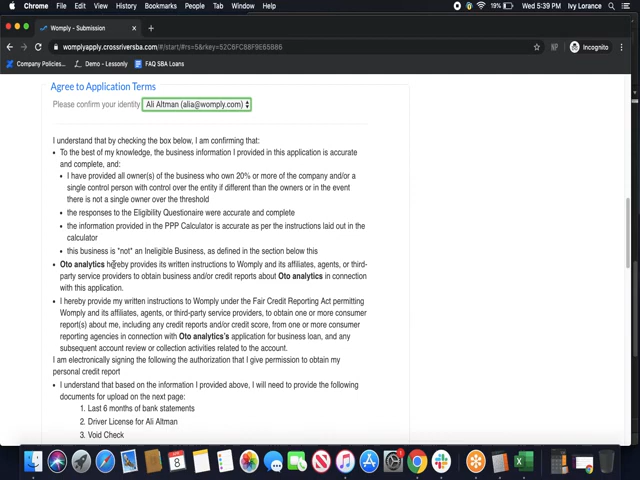 Chrome File Edit View History Bookmarks People Tab Window Help 19% Wed 5:39 PM Ivy Lorance
Womply - Submission
womplyapply.crossriversba.com/#/start/#rs=5&rkey=52C6FC88F9E65B86 NP Incognito
Company Policies... Demo - Lessonly FAQ SBA Loans
Agree to Application Terms
Please confirm your identity Ali Altman (alia@womply.com)
I understand that by checking the box below, I am confirming that:
• To the best of my knowledge, the business information I provided in this application is accurate
and complete, and:
• I have provided all owner(s) of the business who own 20% or more of the company and/or a
single control person with control over the entity if different than the owners or in the event
there is not a single owner over the threshold
• the responses to the Eligibility Questionaire were accurate and complete
• the information provided in the PPP Calculator is accurate as per the instructions laid out in the
calculator
• this business is *not* an Ineligible Business, as defined in the section below this
• Oto analytics hereby provides its written instructions to Womply and its affiliates, agents, or third-
party service providers to obtain business and/or credit reports about Oto analytics in connection
with this application.
• I hereby provide my written instructions to Womply under the Fair Credit Reporting Act permitting
Womply and its affiliates, agents, or third-party service providers, to obtain one or more consumer
report(s) about me, including any credit reports and/or credit score, from one or more consumer
reporting agencies in connection with Oto analytics's application for business loan, and any
subsequent account review or collection activities related to the account.
I am electronically signing the following the authorization that I give permission to obtain my
personal credit report
• I understand that based on the information I provided above, I will need to provide the following
documents for upload on the next page:
1. Last 6 months of bank statements
2. Driver License for Ali Altman
3. Void Check